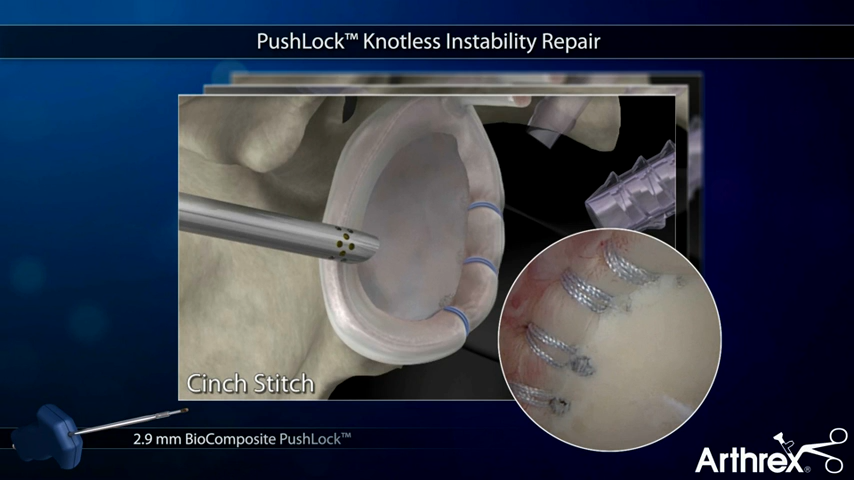 PushLock™ Knotless Instability Repair
Cinch Stitch
2.9 mm BioComposite PushLock™
Arthrex®